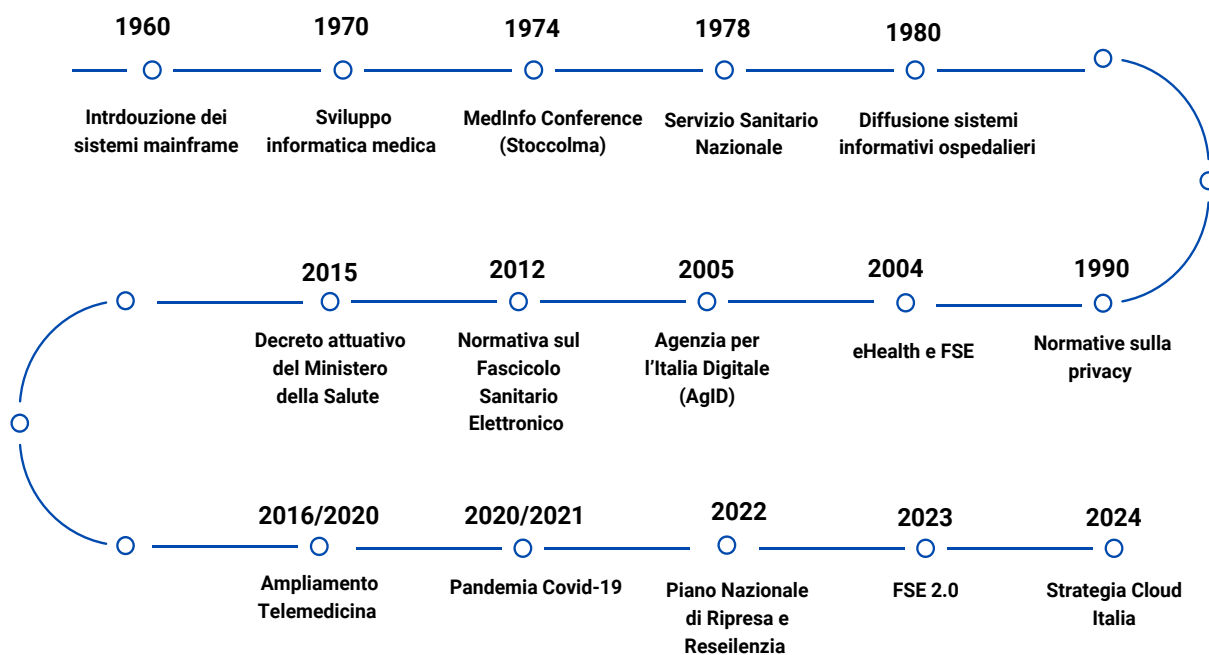 1960
Intrdouzione dei
sistemi mainframe
1970
Sviluppo
informatica medica
1974
MedInfo Conference
(Stoccolma)
1978
Servizio Sanitario
Nazionale
1980
Diffusione sistemi
informativi ospedalieri
1990
Normative sulla
privacy
2004
eHealth e FSE
2005
Agenzia per
l'Italia Digitale
(AgID)
2012
Normativa sul
Fascicolo
Sanitario
Elettronico
2015
Decreto attuativo
del Ministero
della Salute
2016/2020
Ampliamento
Telemedicina
2020/2021
Pandemia Covid-19
2022
Piano Nazionale
di Ripresa e
Reseilenzia
2023
FSE 2.0
2024
Strategia Cloud
Italia